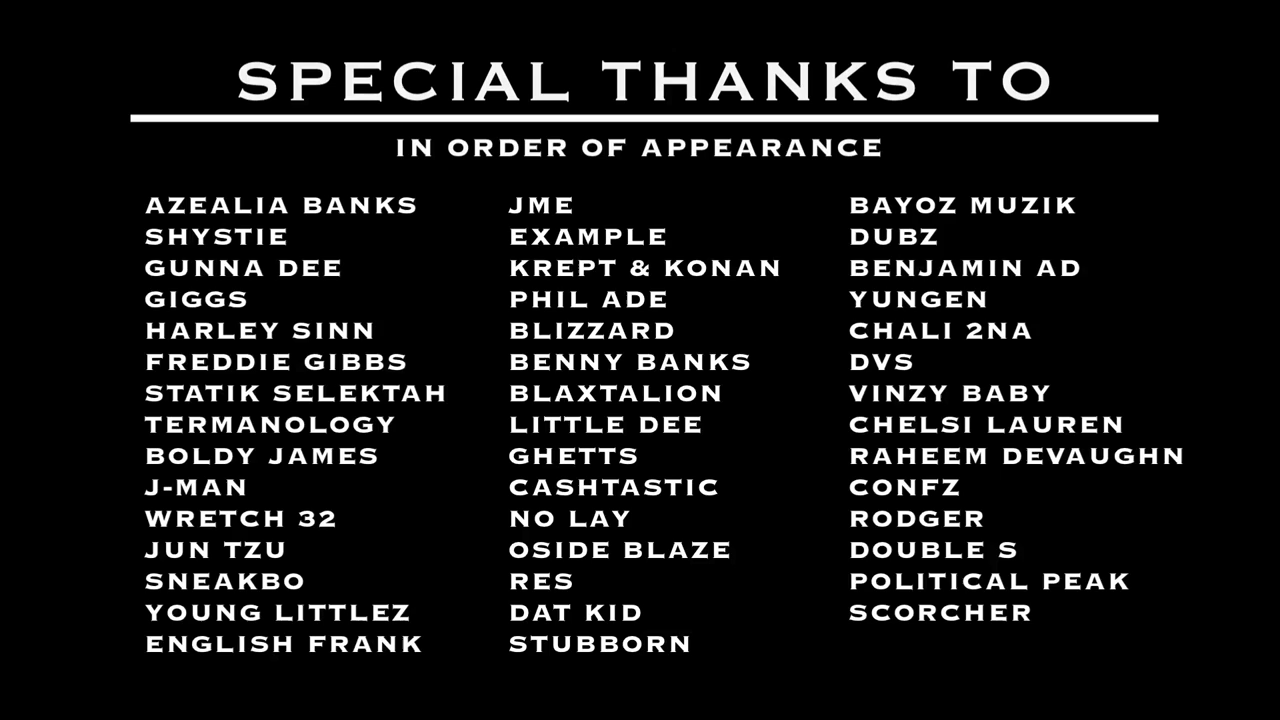 SPECIAL THANKS TO
IN ORDER OF APPEARANCE
AZEALIA BANKS
SHYSTIE
GUNNA DEE
GIGGS
HARLEY SINN
FREDDIE GIBBS
STATIK SELEKTAH
TERMANOLOGY
BOLDY JAMES
J-MAN
WRETCH 32
JUN TZU
SNEAKBO
YOUNG LITTLEZ
ENGLISH FRANK
JME
EXAMPLE
KREPT & KONAN
PHIL ADE
BLIZZARD
BENNY BANKS
BLAXTALION
LITTLE DEE
GHETTS
CASHTASTIC
NO LAY
OSIDE BLAZE
RES
DAT KID
STUBBORN
BAYOZ MUZIK
DUBZ
BENJAMIN AD
YUNGEN
CHALI 2NA
DVS
VINZY BABY
CHELSI LAUREN
RAHEEM DEVAUGHN
CONFZ
RODGER
DOUBLE S
POLITICAL PEAK
SCORCHER